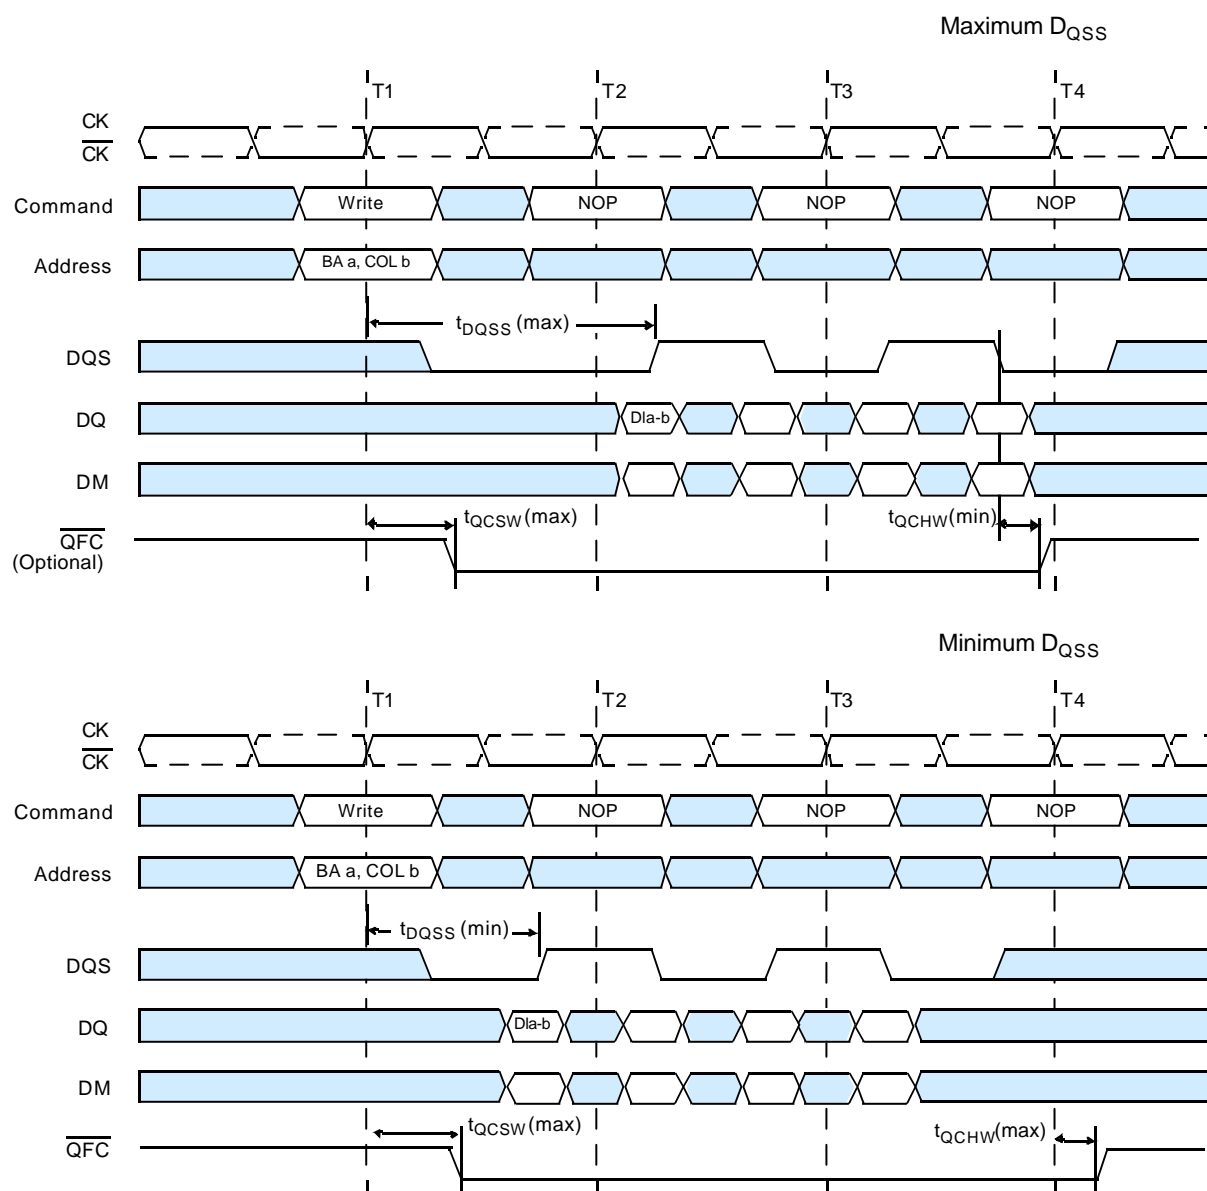 Maximum DQSS
T1 T2 T3 T4
CK
CK
Command Write NOP NOP NOP
Address BA a, COL b
tDQSS (max)
DQS
DQ DIa-b
DM
tQCSW(max) tQCHW(min)
QFC
(Optional)
Minimum DQSS
T1 T2 T3 T4
CK
CK
Command Write NOP NOP NOP
Address BA a, COL b
tDQSS (min)
DQS
DQ DIa-b
DM
tQCSW(max) tQCHW(max)
QFC